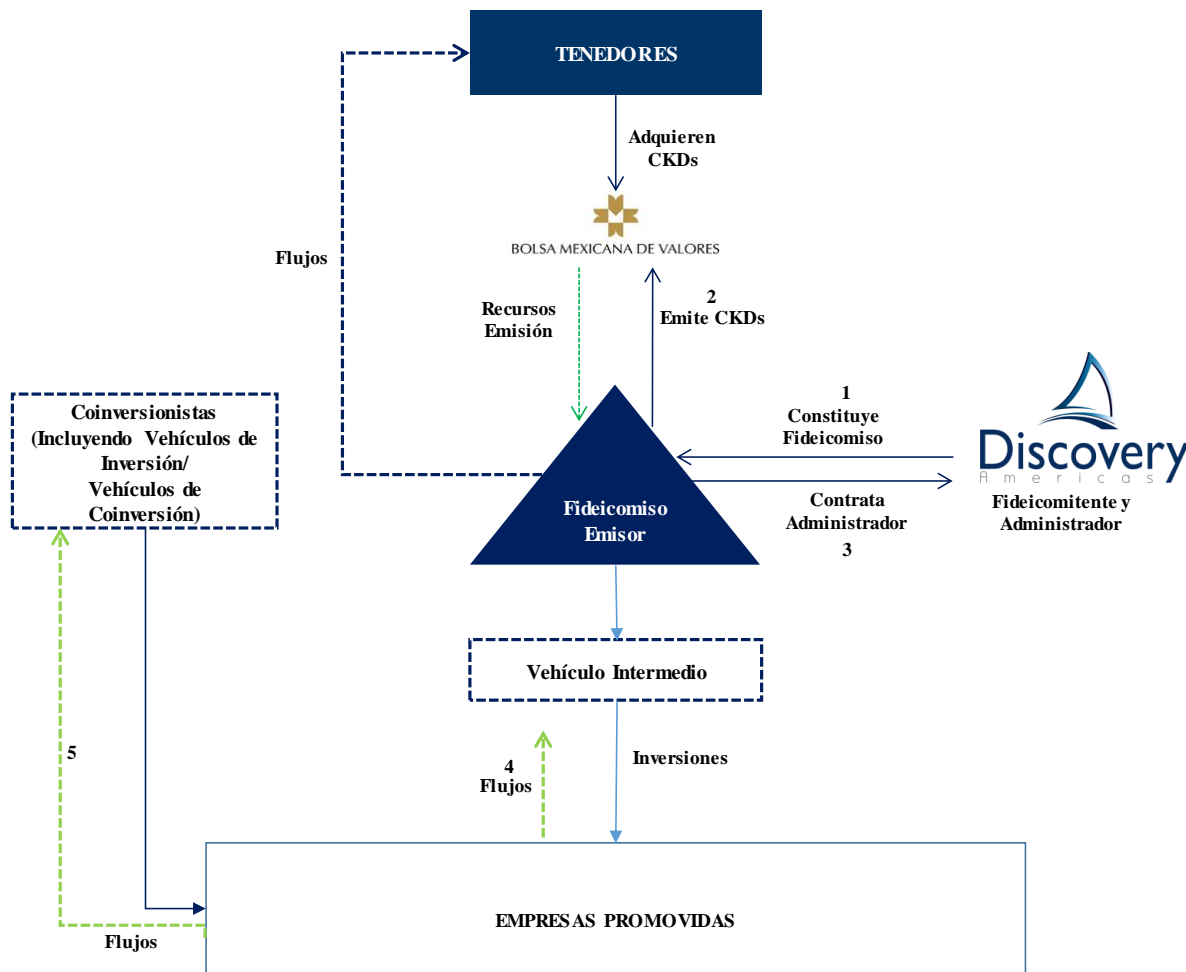 TENEDORES
Adquieren
CKDs
BOLSA MEXICANA DE VALORES
Flujos
Recursos
Emisión
2
Emite CKDs
Coinversionistas
(Incluyendo Vehículos de
Inversión/
Vehículos de
Coinversión)
1
Constituye
Fideicomiso
Discovery
Americas
Fideicomitente y
Administrador
Contrata
Administrador
3
Fideicomiso
Emisor
Vehículo Intermedio
5
4
Flujos
Inversiones
EMPRESAS PROMOVIDAS
Flujos